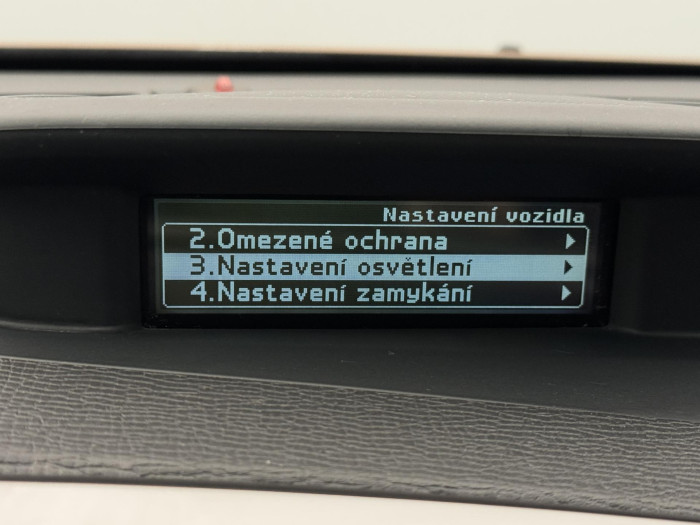 Nastavení vozidla
2.Omezené ochrana
3.Nastavení osvětlení
4.Nastavení zamykání